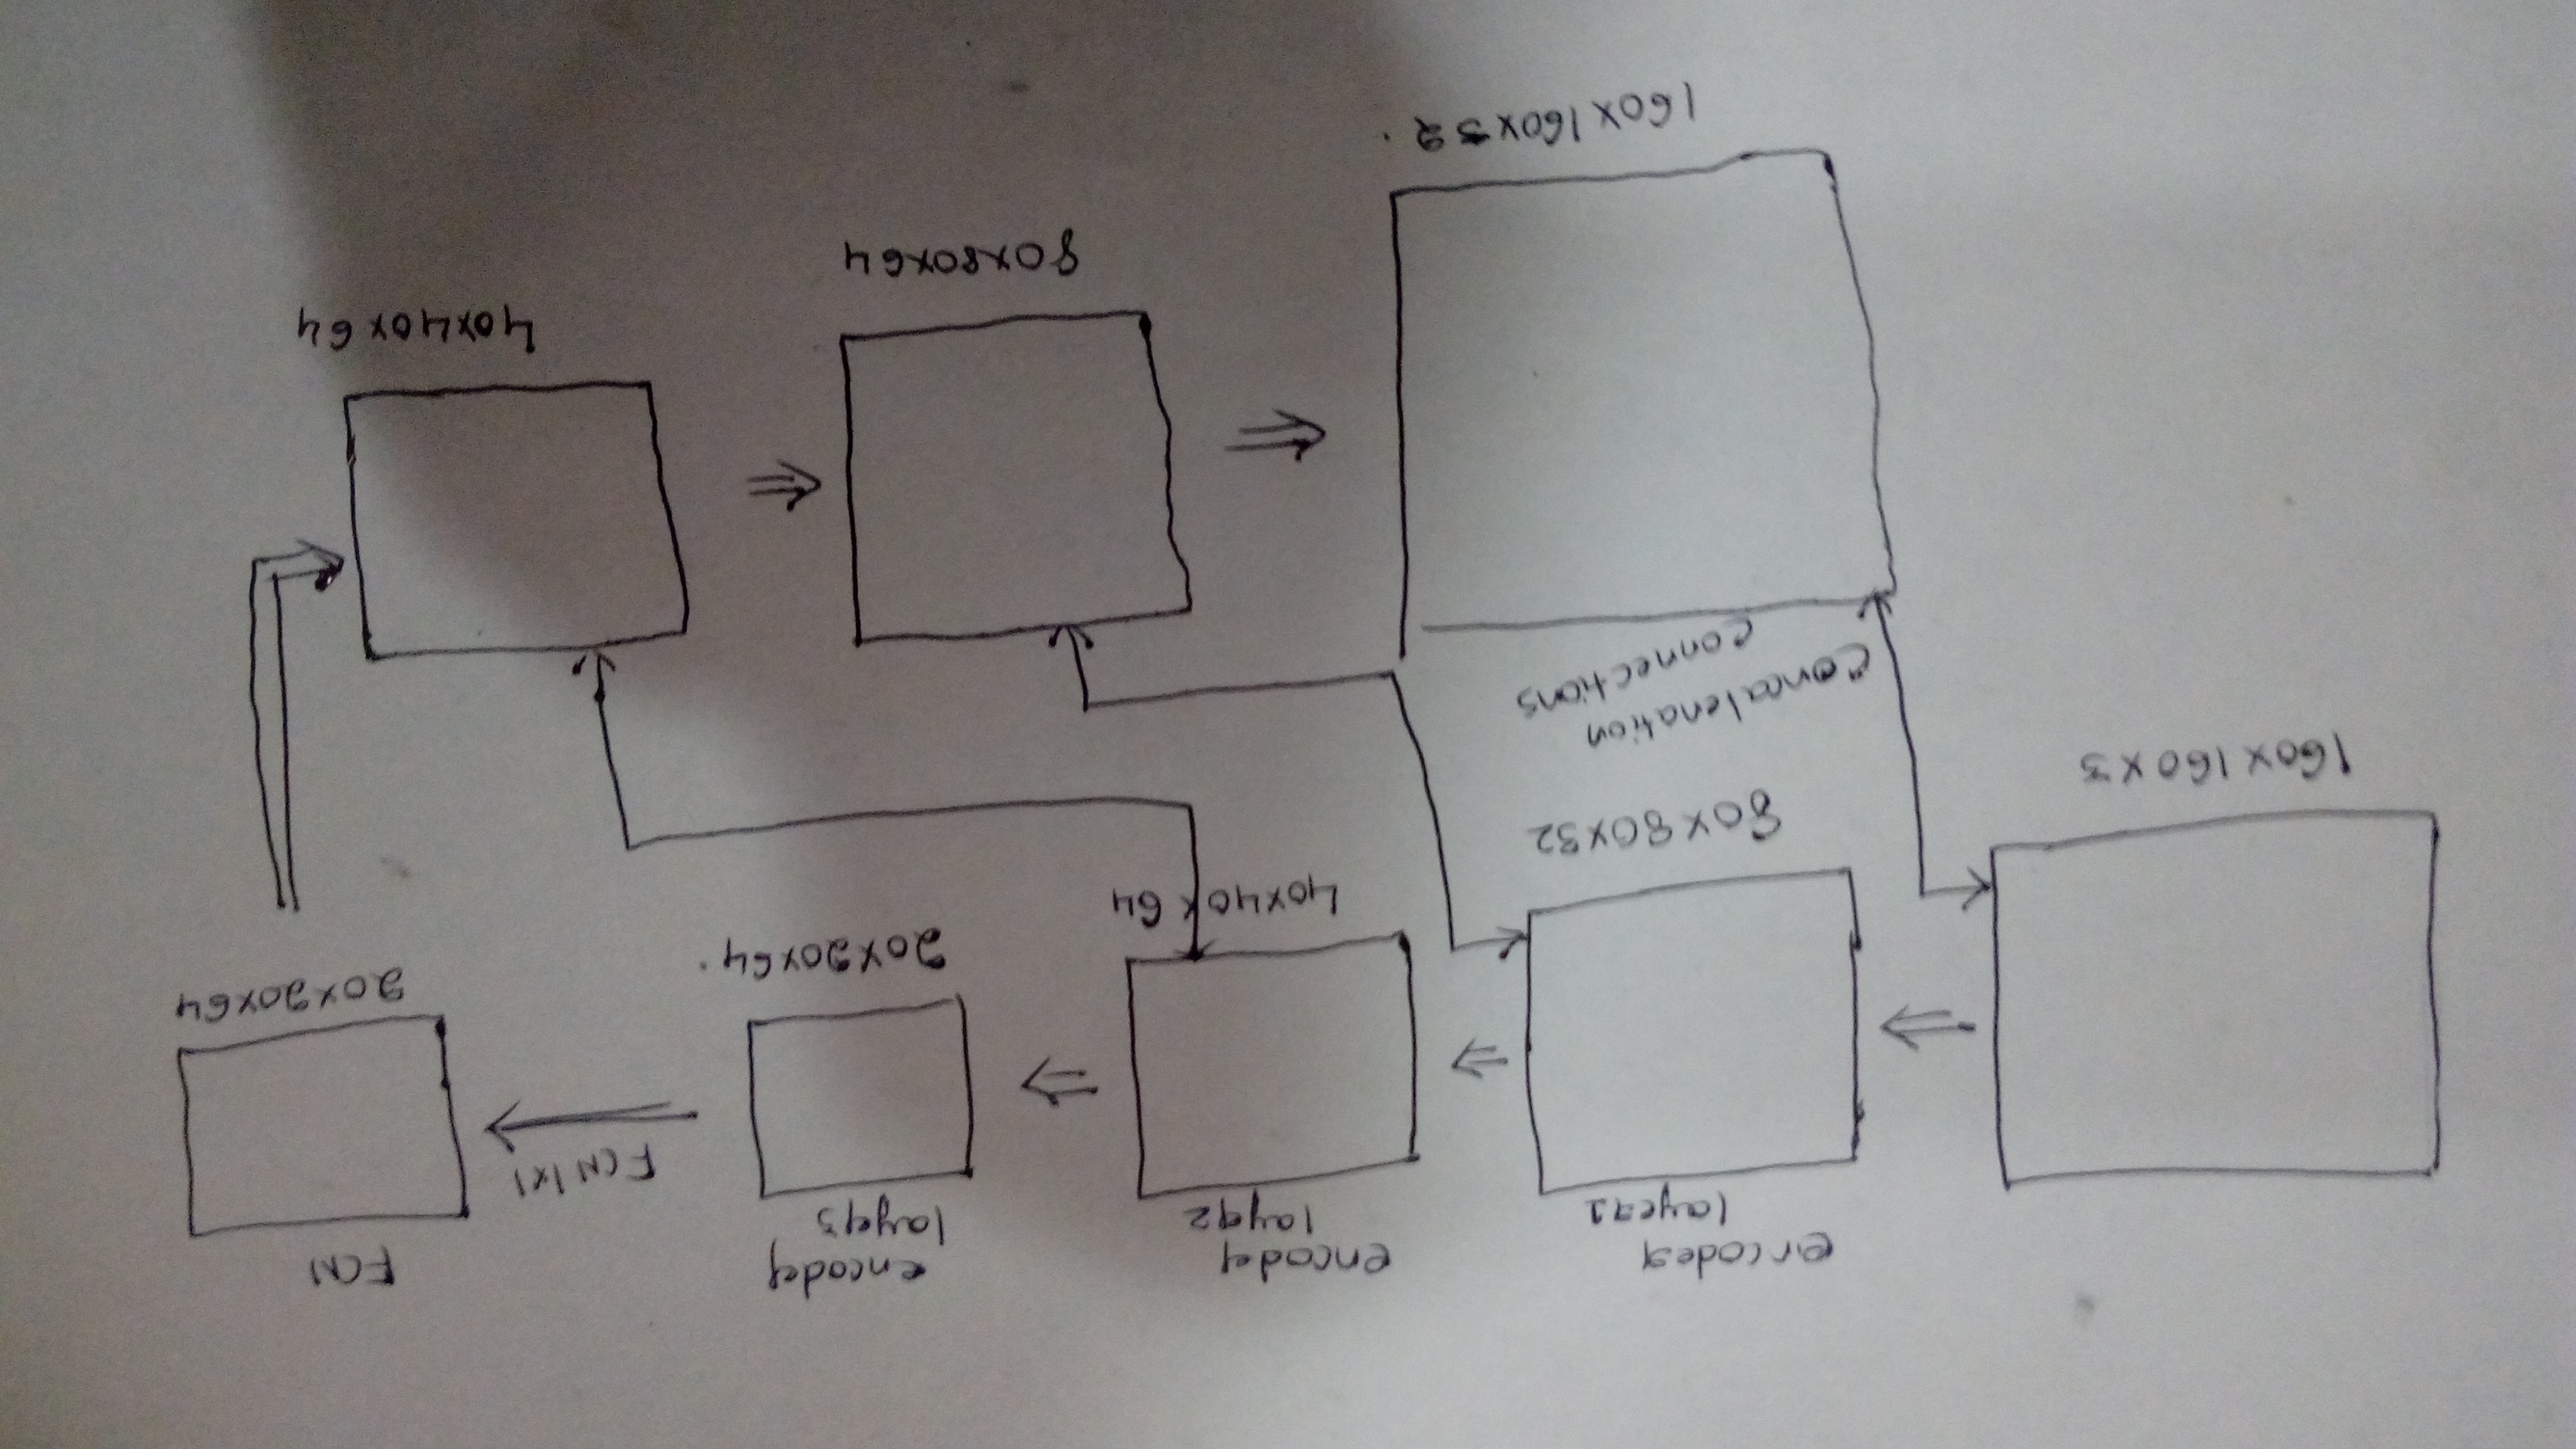 encoder
layer1
encoder
layer2
encoder
layer3
FCN
FCN 1x1
160x160x3
80x80x32
40x40x64
20x20x64.
20x20x64
concatenation
connections
160x160x32.
80x80x64
40x40x64